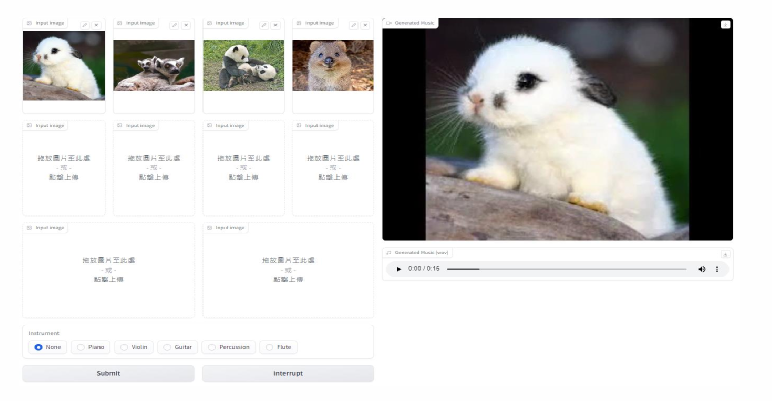 Input Image
Input Image
Input Image
Input Image
Generated Music
Input Image
拖放圖片至此處
- 或 -
點擊上傳
Input Image
拖放圖片至此處
- 或 -
點擊上傳
Input Image
拖放圖片至此處
- 或 -
點擊上傳
Input Image
拖放圖片至此處
- 或 -
點擊上傳
Input Image
拖放圖片至此處
- 或 -
點擊上傳
Input Image
拖放圖片至此處
- 或 -
點擊上傳
Generated Music (wav)
0:00 / 0:16
Instrument
None
Piano
Violin
Guitar
Percussion
Flute
Submit
Interrupt